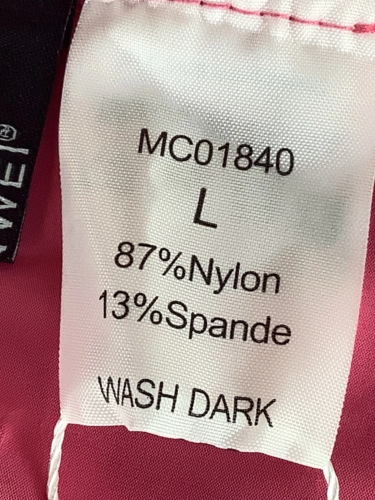 MC01840
L
87%Nylon
13%Spande
WASH DARK